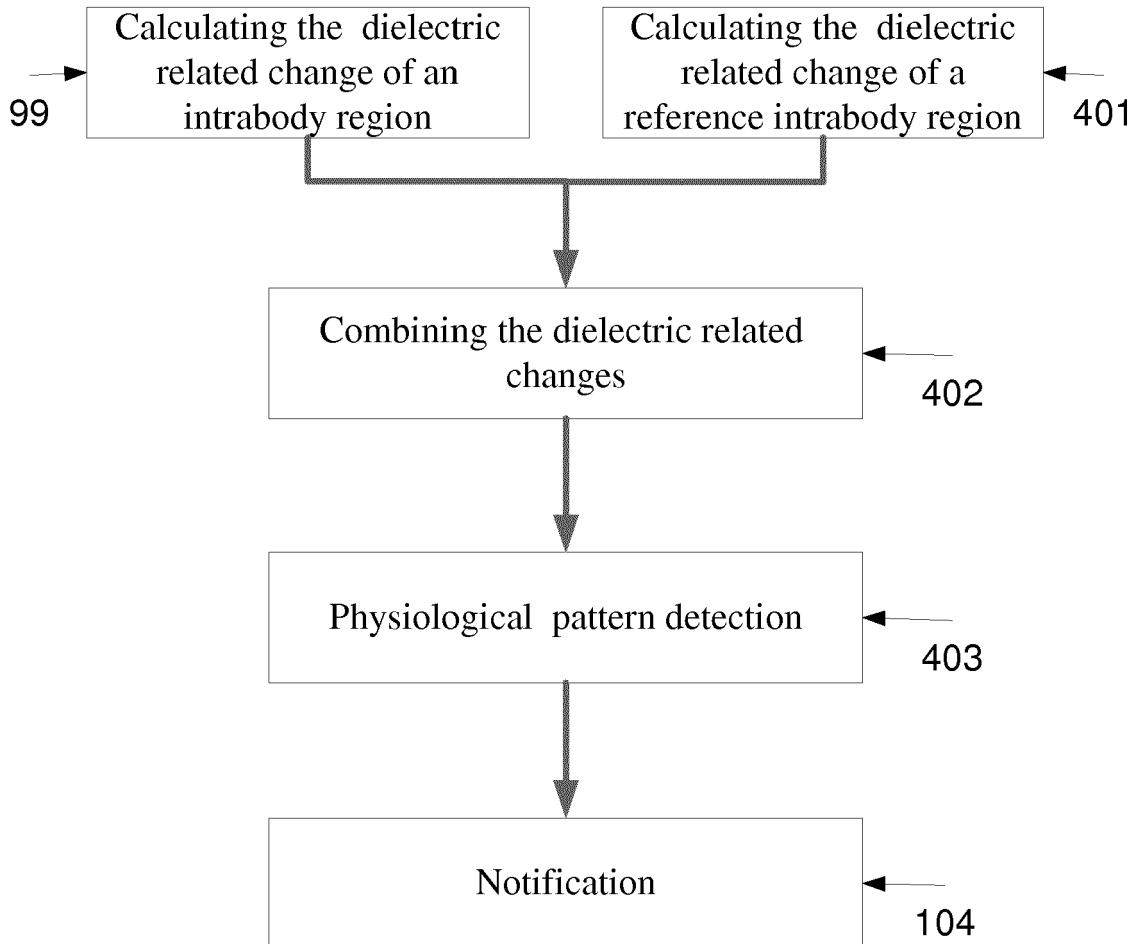 Calculating the dielectric
related change of an
intrabody region
99
Calculating the dielectric
related change of a
reference intrabody region
401
Combining the dielectric related
changes
402
Physiological pattern detection
403
Notification
104